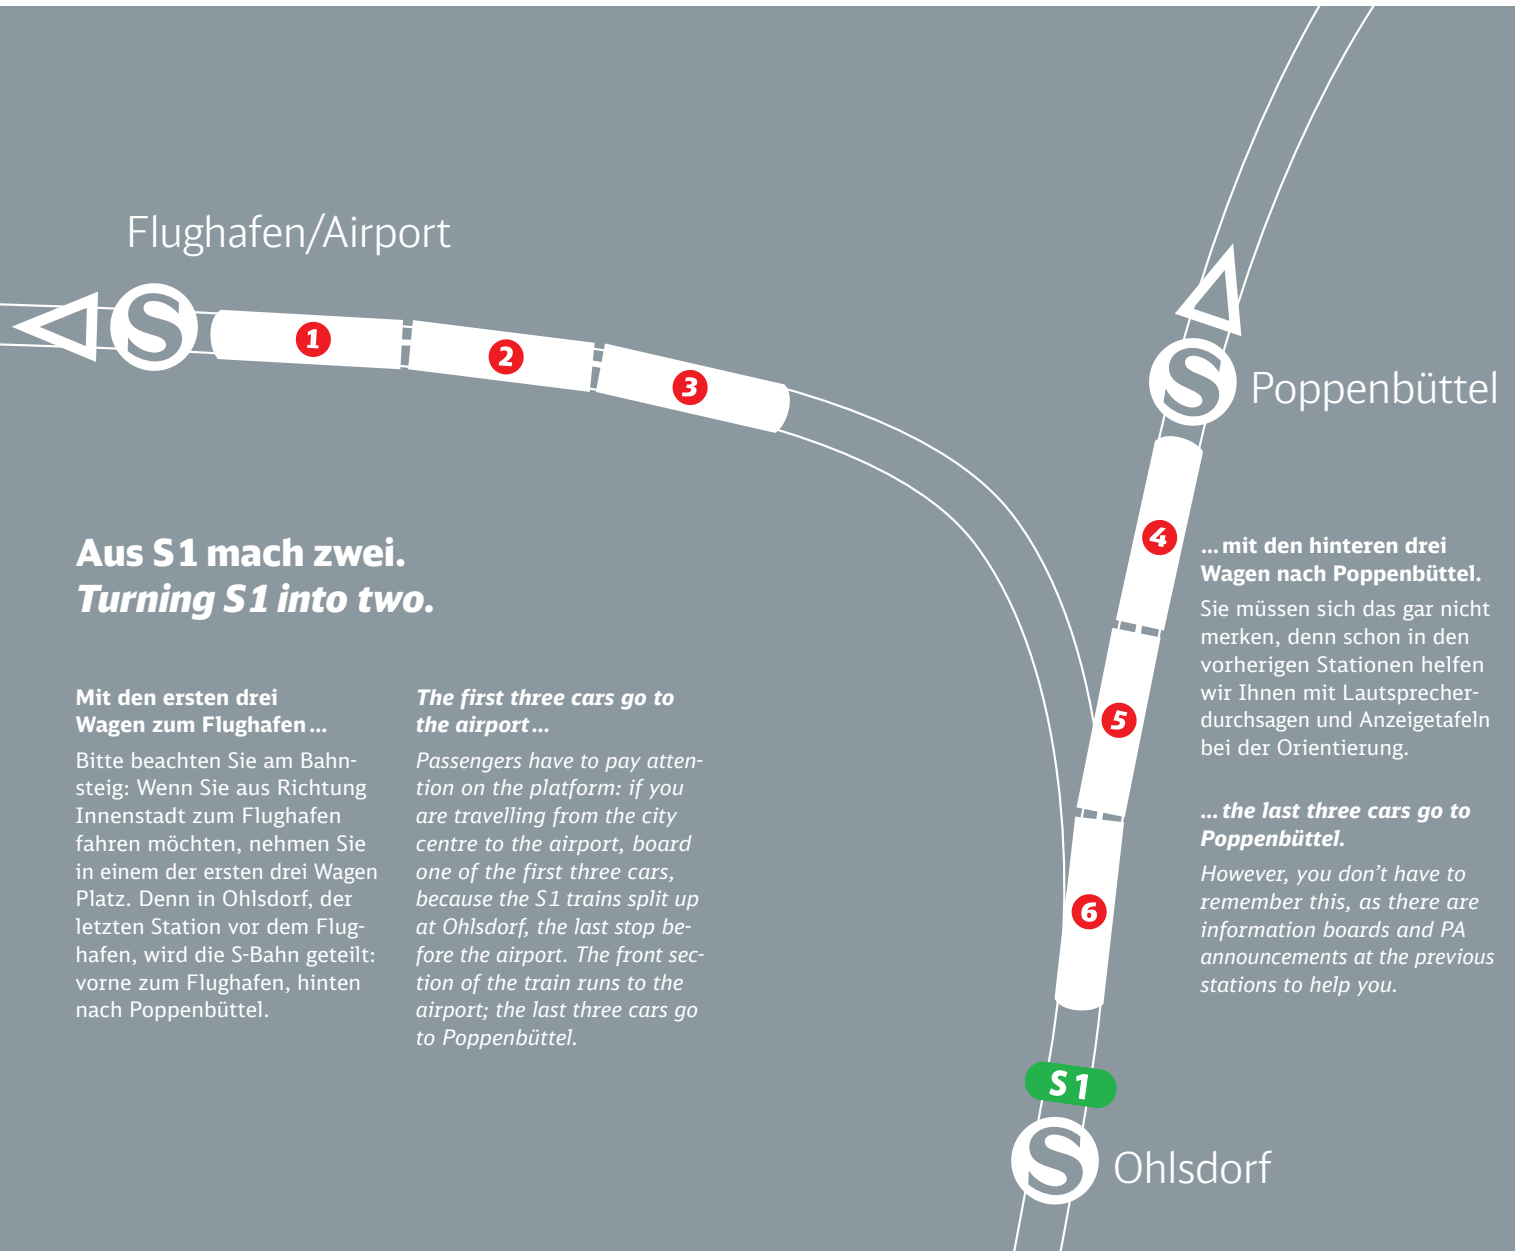 Flughafen/Airport
S
1
2
3
S
Poppenbüttel
4
5
6
S1
S
Ohlsdorf
Aus S1 mach zwei.
Turning S1 into two.
Mit den ersten drei
Wagen zum Flughafen...
Bitte beachten Sie am Bahn-
steig: Wenn Sie aus Richtung
Innenstadt zum Flughafen
fahren möchten, nehmen Sie
in einem der ersten drei Wagen
Platz. Denn in Ohlsdorf, der
letzten Station vor dem Flug-
hafen, wird die S-Bahn geteilt:
vorne zum Flughafen, hinten
nach Poppenbüttel.
The first three cars go to
the airport...
Passengers have to pay atten-
tion on the platform: if you
are travelling from the city
centre to the airport, board
one of the first three cars,
because the S1 trains split up
at Ohlsdorf, the last stop be-
fore the airport. The front sec-
tion of the train runs to the
airport; the last three cars go
to Poppenbüttel.
...mit den hinteren drei
Wagen nach Poppenbüttel.
Sie müssen sich das gar nicht
merken, denn schon in den
vorherigen Stationen helfen
wir Ihnen mit Lautsprecher-
durchsagen und Anzeigetafeln
bei der Orientierung.
...the last three cars go to
Poppenbüttel.
However, you don't have to
remember this, as there are
information boards and PA
announcements at the previous
stations to help you.